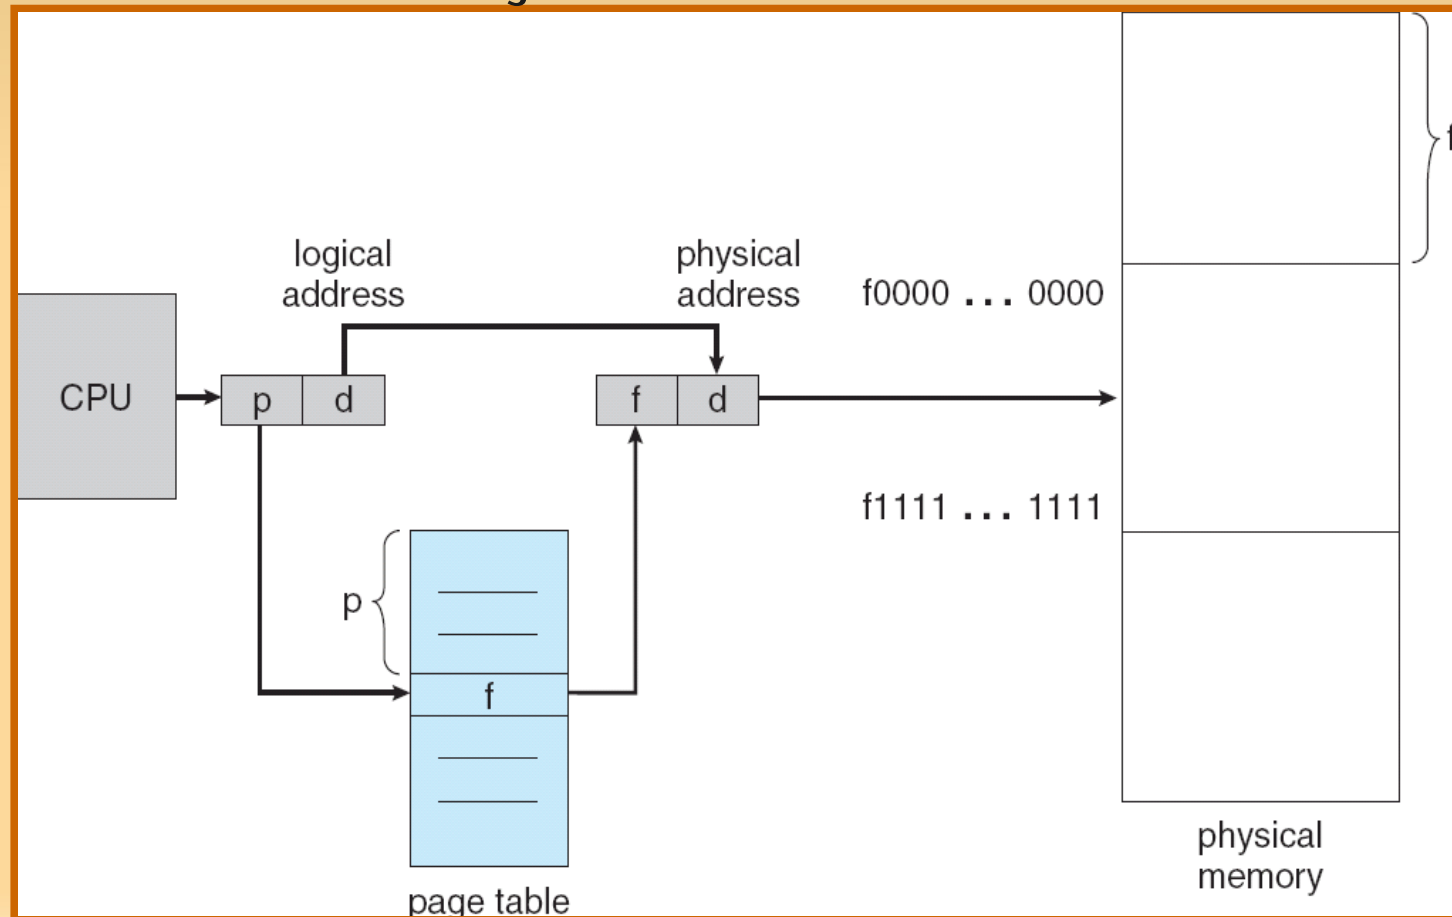 f
logical
address
physical
address
f0000 ... 0000
CPU
p
d
f
d
f1111 ... 1111
p
f
physical
memory
page table